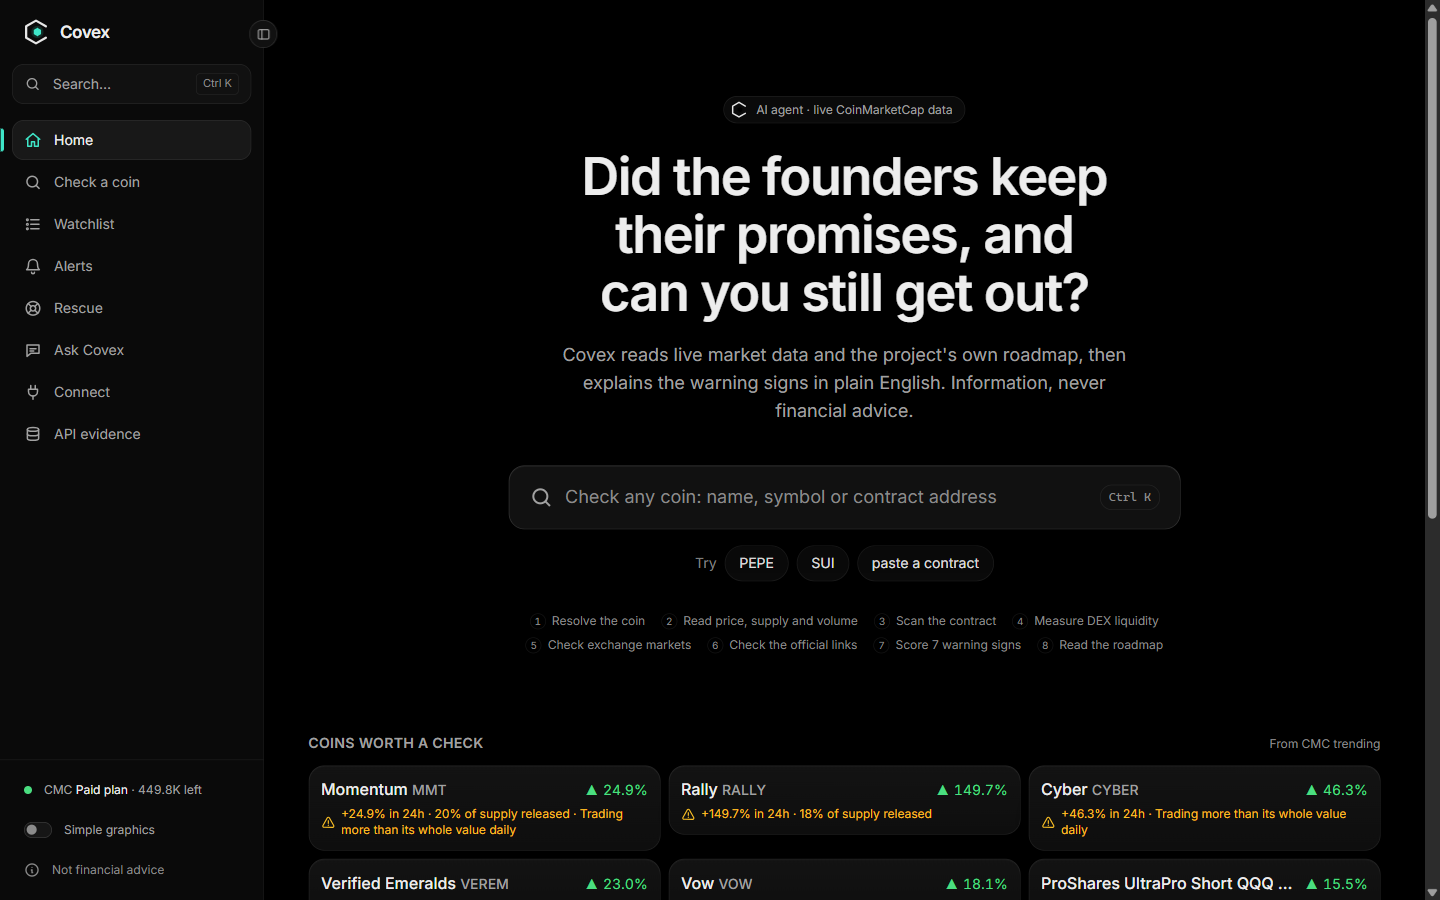 Covex
Search...
Ctrl K
Home
Check a coin
Watchlist
Alerts
Rescue
Ask Covex
Connect
API evidence
CMC Paid plan · 449.8K left
Simple graphics
Not financial advice
AI agent · live CoinMarketCap data
Did the founders keep
their promises, and
can you still get out?
Covex reads live market data and the project's own roadmap, then
explains the warning signs in plain English. Information, never
financial advice.
Check any coin: name, symbol or contract address
Ctrl K
Try PEPE SUI paste a contract
1 Resolve the coin 2 Read price, supply and volume 3 Scan the contract 4 Measure DEX liquidity
5 Check exchange markets 6 Check the official links 7 Score 7 warning signs 8 Read the roadmap
COINS WORTH A CHECK
From CMC trending
Momentum MMT ▲ 24.9%
+24.9% in 24h · 20% of supply released · Trading
more than its whole value daily
Rally RALLY ▲ 149.7%
+149.7% in 24h · 18% of supply released
Cyber CYBER ▲ 46.3%
+46.3% in 24h · Trading more than its whole value
daily
Verified Emeralds VEREM ▲ 23.0%
Vow VOW ▲ 18.1%
ProShares UltraPro Short QQQ ... ▲ 15.5%